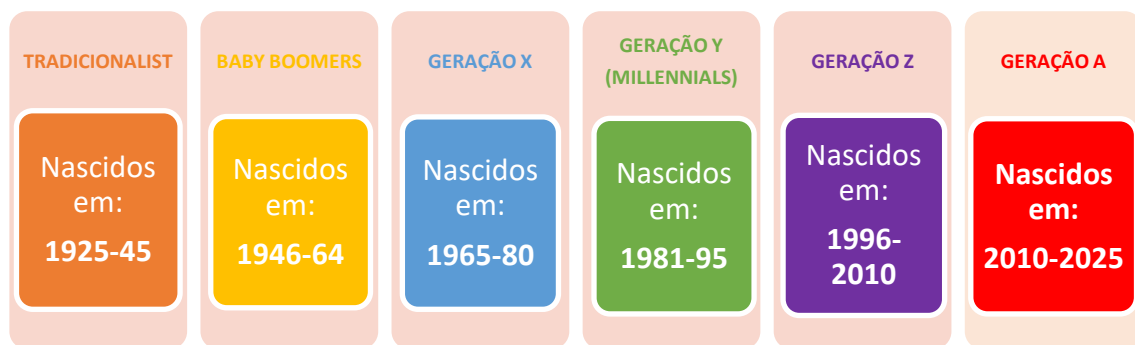 TRADICIONALIST
Nascidos
em:
1925-45
BABY BOOMERS
Nascidos
em:
1946-64
GERAÇÃO X
Nascidos
em:
1965-80
GERAÇÃO Y
(MILLENNIALS)
Nascidos
em:
1981-95
GERAÇÃO Z
Nascidos
em:
1996-
2010
GERAÇÃO A
Nascidos
em:
2010-2025